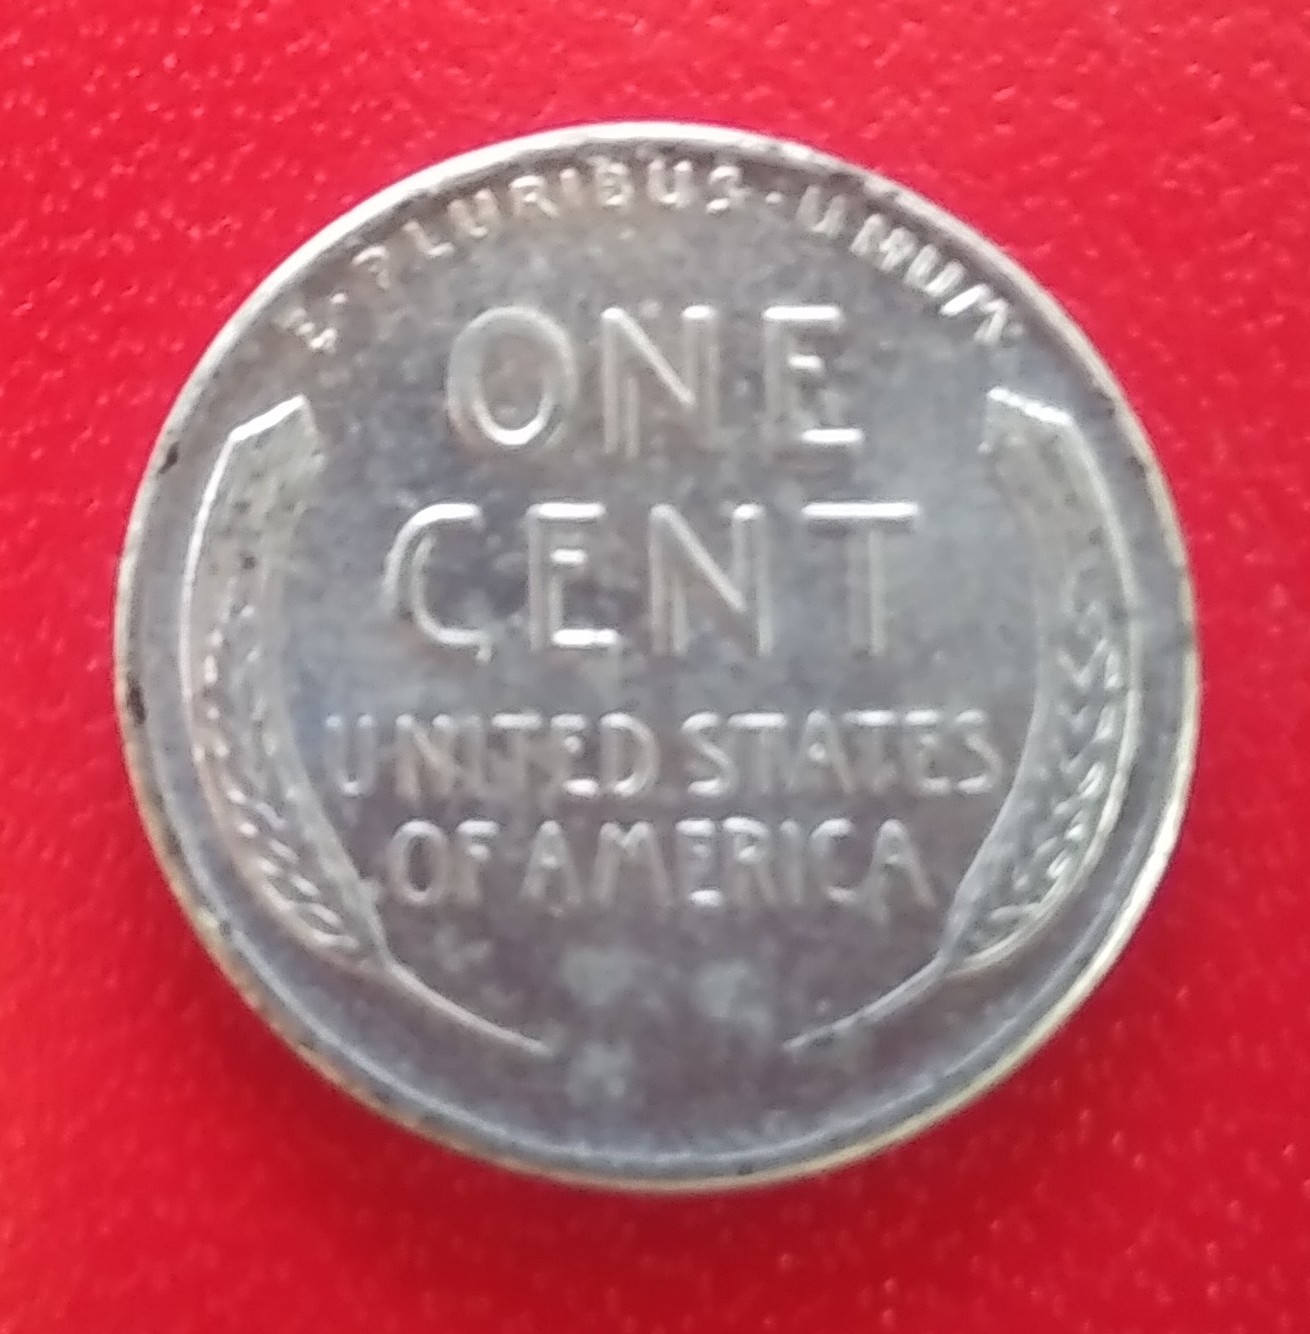 E·PLURIBUS·UNUM
ONE
CENT
UNITED STATES
OF AMERICA